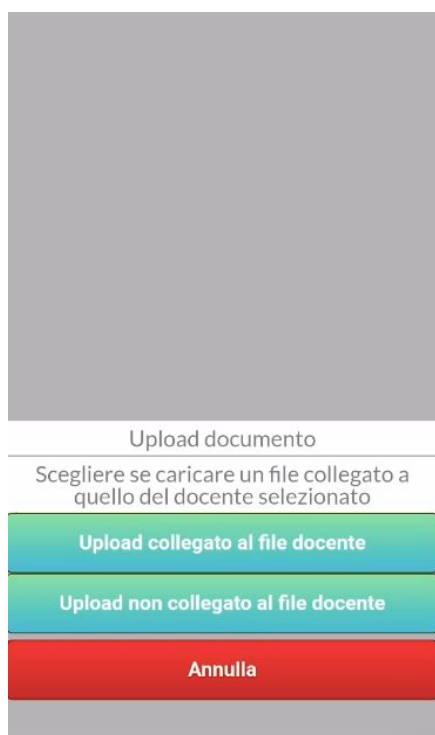 Upload documento
Scegliere se caricare un file collegato a
quello del docente selezionato
Upload collegato al file docente
Upload non collegato al file docente
Annulla